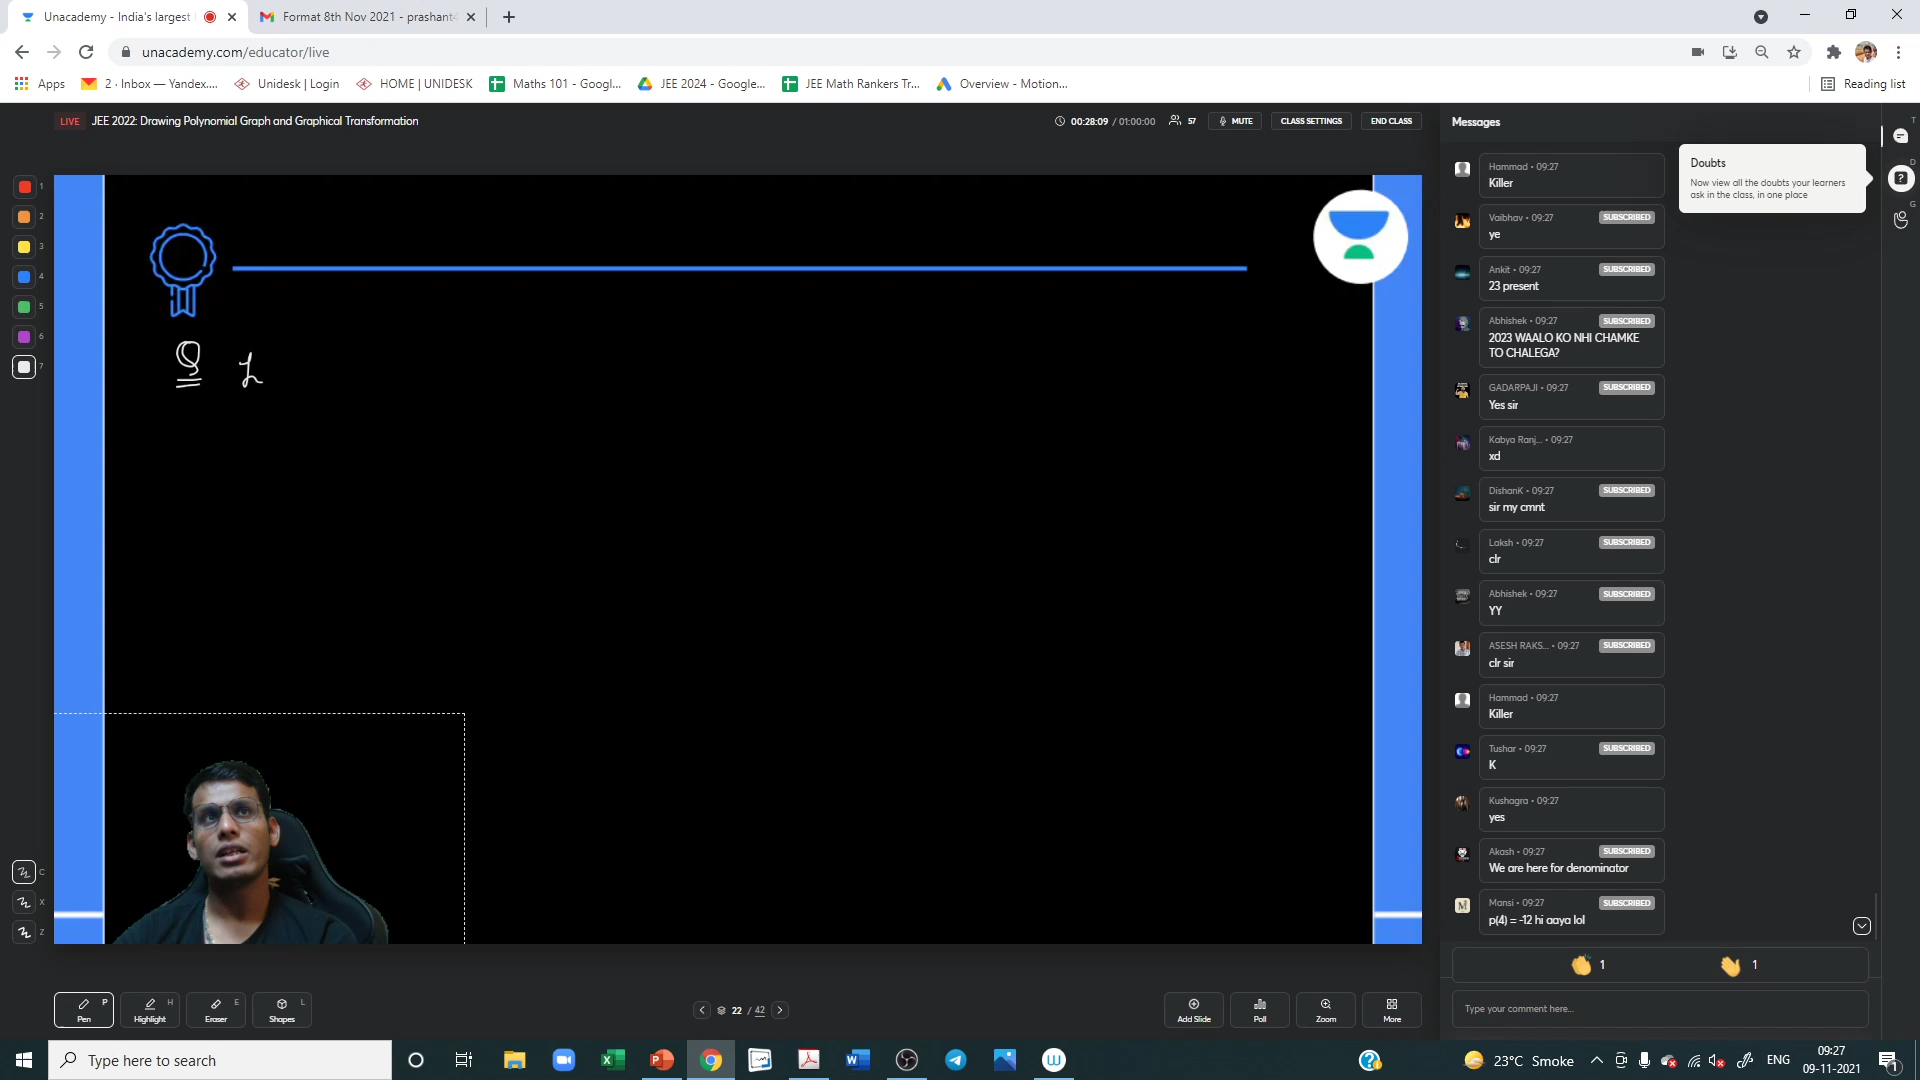 Unacademy - India's largest
Format 8th Nov 2021 - prashant4
unacademy.com/educator/live
Apps
2 · Inbox — Yandex....
Unidesk | Login
HOME | UNIDESK
Maths 101 - Googl...
JEE 2024 - Google...
JEE Math Rankers Tr...
Overview - Motion...
Reading list
LIVE JEE 2022: Drawing Polynomial Graph and Graphical Transformation
00:28:09 / 01:00:00 57 MUTE CLASS SETTINGS END CLASS
1
2
3
4
5
6
7
Q
C
X
Z
Messages
Hammad • 09:27
Killer
Vaibhav • 09:27 SUBSCRIBED
ye
Ankit • 09:27 SUBSCRIBED
23 present
Abhishek • 09:27 SUBSCRIBED
2023 WAALO KO NHI CHAMKE
TO CHALEGA?
GADARPAJI • 09:27 SUBSCRIBED
Yes sir
Kabya Ranj... • 09:27
xd
DishanK • 09:27 SUBSCRIBED
sir my cmnt
Laksh • 09:27 SUBSCRIBED
clr
Abhishek • 09:27 SUBSCRIBED
YY
ASESH RAKS... • 09:27 SUBSCRIBED
clr sir
Hammad • 09:27
Killer
Tushar • 09:27 SUBSCRIBED
K
Kushagra • 09:27
yes
Akash • 09:27 SUBSCRIBED
We are here for denominator
Mansi • 09:27 SUBSCRIBED
p(4) = -12 hi aaya lol
1 1
Type your comment here...
Doubts
Now view all the doubts your learners
ask in the class, in one place
T
D
G
Pen P
Highlight H
Eraser E
Shapes L
22 / 42
Add Slide
Poll
Zoom
More
Type here to search
23°C Smoke
ENG
09:27
09-11-2021
1